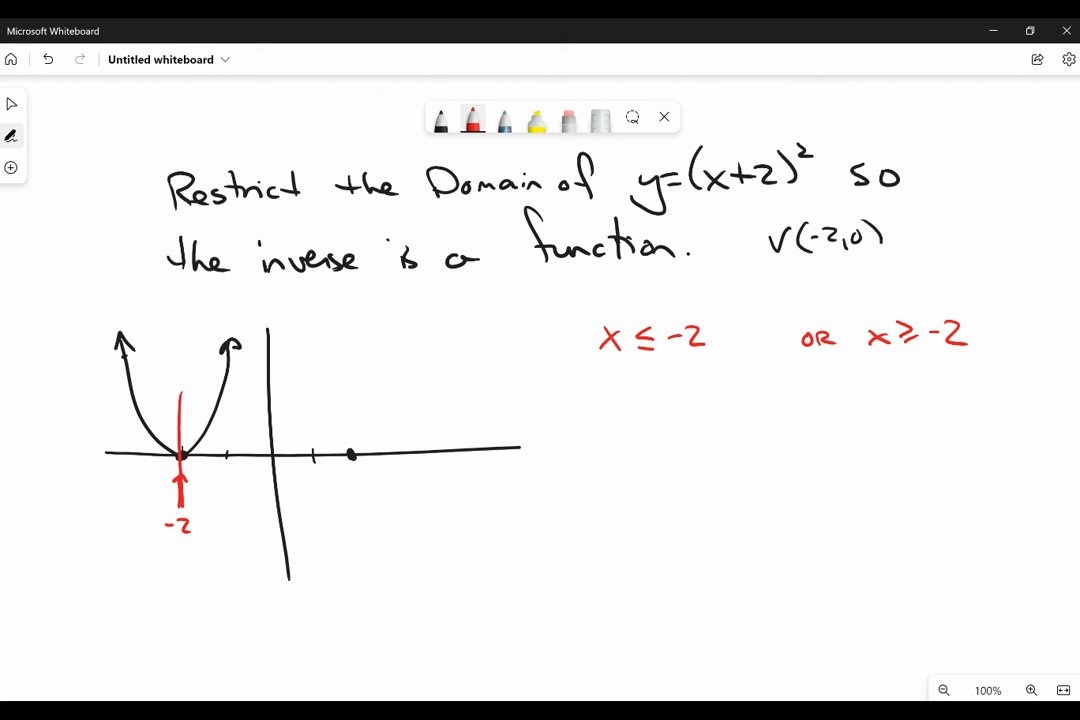 Microsoft Whiteboard
Untitled whiteboard
Restrict the Domain of y=(x+2)² so
the inverse is a function. V(-2,0)
x ≤ -2 OR x ≥ -2
-2
100%